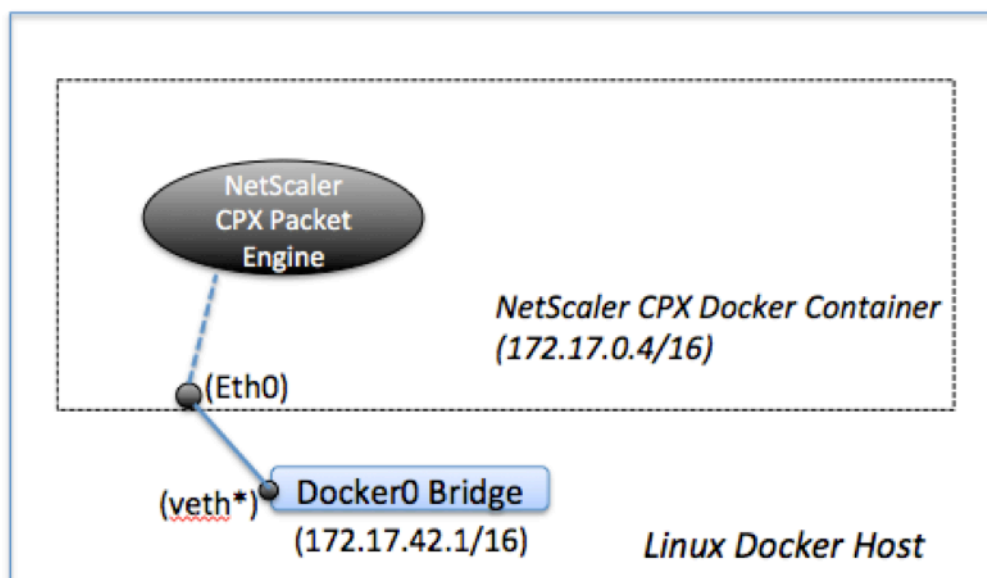 NetScaler
CPX Packet
Engine
NetScaler CPX Docker Container
(172.17.0.4/16)
(Eth0)
(veth*)
Docker0 Bridge
(172.17.42.1/16)
Linux Docker Host